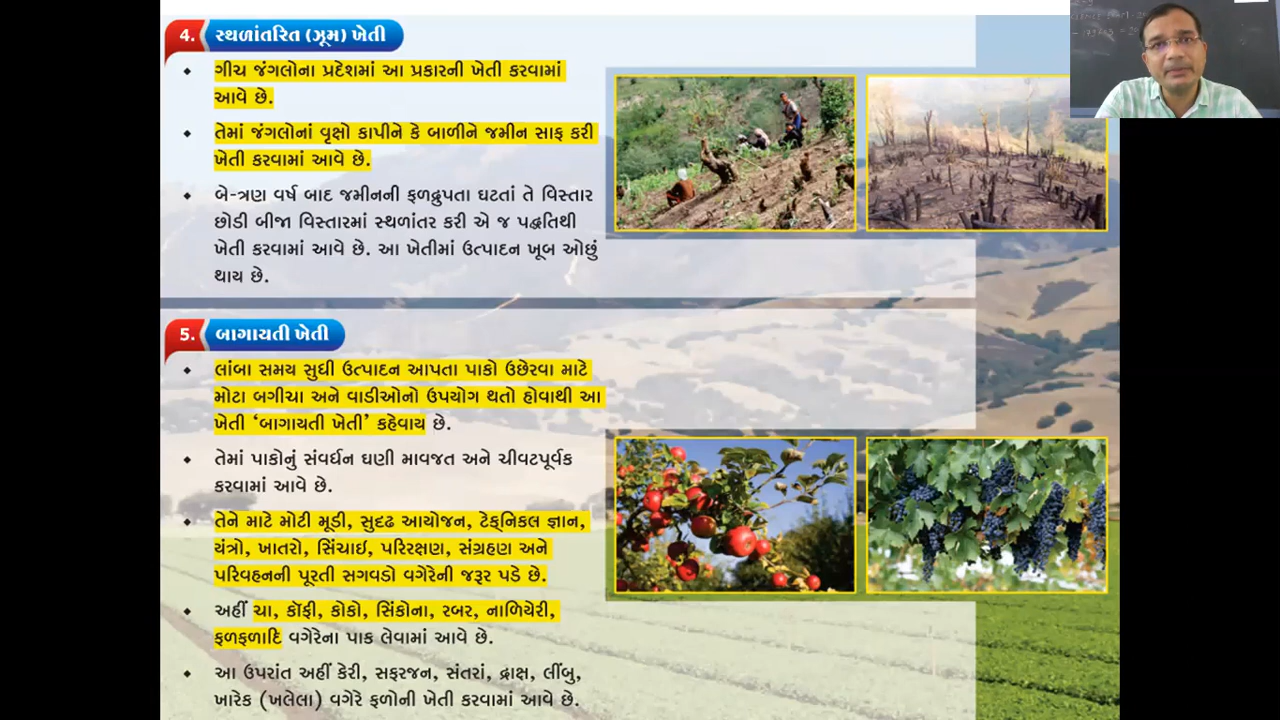 4. સ્થળાંતરિત (ઝૂમ) ખેતી
ગીચ જંગલોના પ્રદેશમાં આ પ્રકારની ખેતી કરવામાં
આવે છે.
તેમાં જંગલોનાં વૃક્ષો કાપીને કે બાળીને જમીન સાફ કરી
ખેતી કરવામાં આવે છે.
બે-ત્રણ વર્ષ બાદ જમીનની ફળદ્રુપતા ઘટતાં તે વિસ્તાર
છોડી બીજા વિસ્તારમાં સ્થળાંતર કરી એ જ પદ્ધતિથી
ખેતી કરવામાં આવે છે. આ ખેતીમાં ઉત્પાદન ખૂબ ઓછું
થાય છે.
5. બાગાયતી ખેતી
લાંબા સમય સુધી ઉત્પાદન આપતા પાકો ઉછેરવા માટે
મોટા બગીચા અને વાડીઓનો ઉપયોગ થતો હોવાથી આ
ખેતી ‘બાગાયતી ખેતી’ કહેવાય છે.
તેમાં પાકોનું સંવર્ધન ઘણી માવજત અને ચીવટપૂર્વક
કરવામાં આવે છે.
તેને માટે મોટી મૂડી, સુદઢ આયોજન, ટેક્‌નિકલ જ્ઞાન,
યંત્રો, ખાતરો, સિંચાઇ, પરિરક્ષણ, સંગ્રહણ અને
પરિવહનની પૂરતી સગવડો વગેરેની જરૂર પડે છે.
અહીં ચા, કૉફી, કોકો, સિંકોના, રબર, નાળિયેરી,
ફળફળાદિ વગેરેના પાક લેવામાં આવે છે.
આ ઉપરાંત અહીં કેરી, સફરજન, સંતરાં, દ્રાક્ષ, લીંબુ,
ખારેક (ખલેલા) વગેરે ફળોની ખેતી કરવામાં આવે છે.